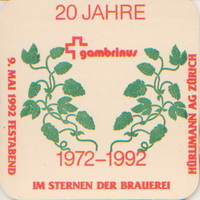 20 JAHRE
gambrinus
9. MAI 1992 FESTABEND
HÜRLIMANN AG ZÜRICH
1972-1992
IM STERNEN DER BRAUEREI